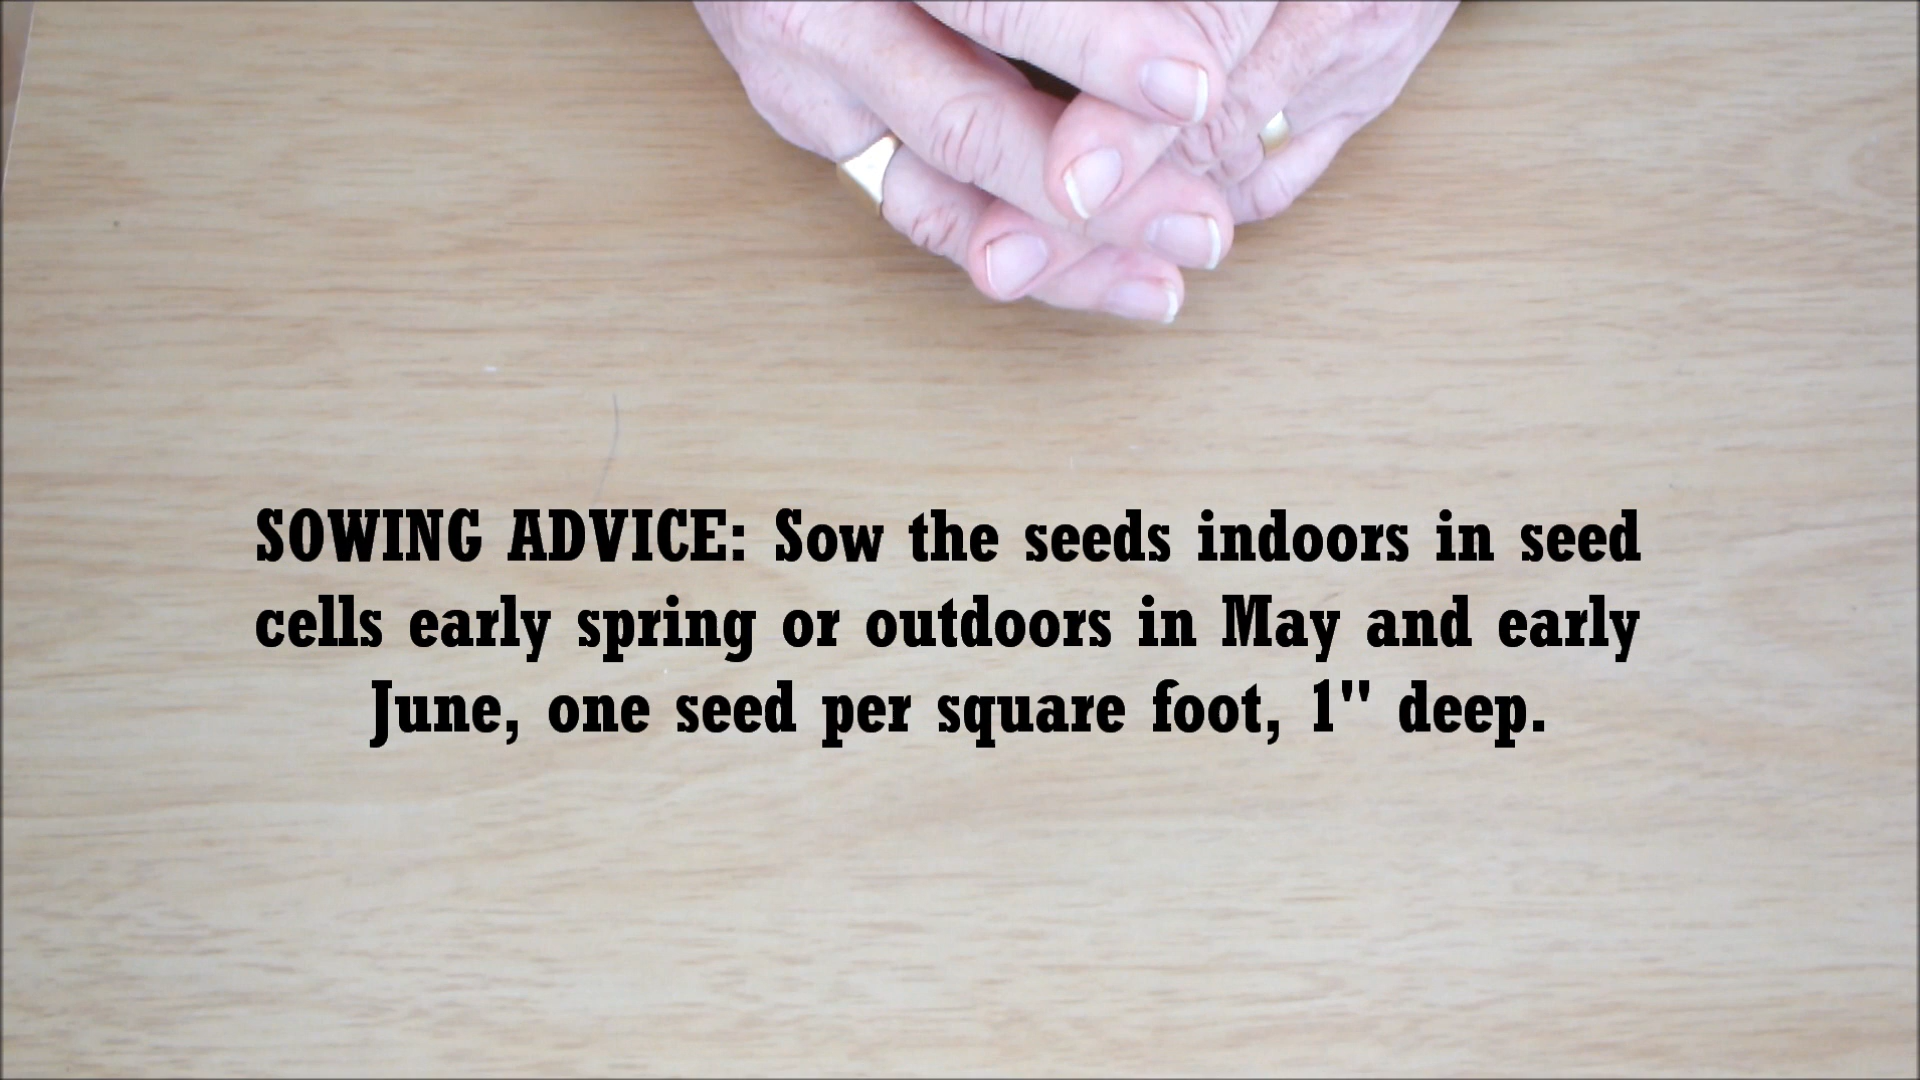 SOWING ADVICE: Sow the seeds indoors in seed
cells early spring or outdoors in May and early
June, one seed per square foot, 1" deep.